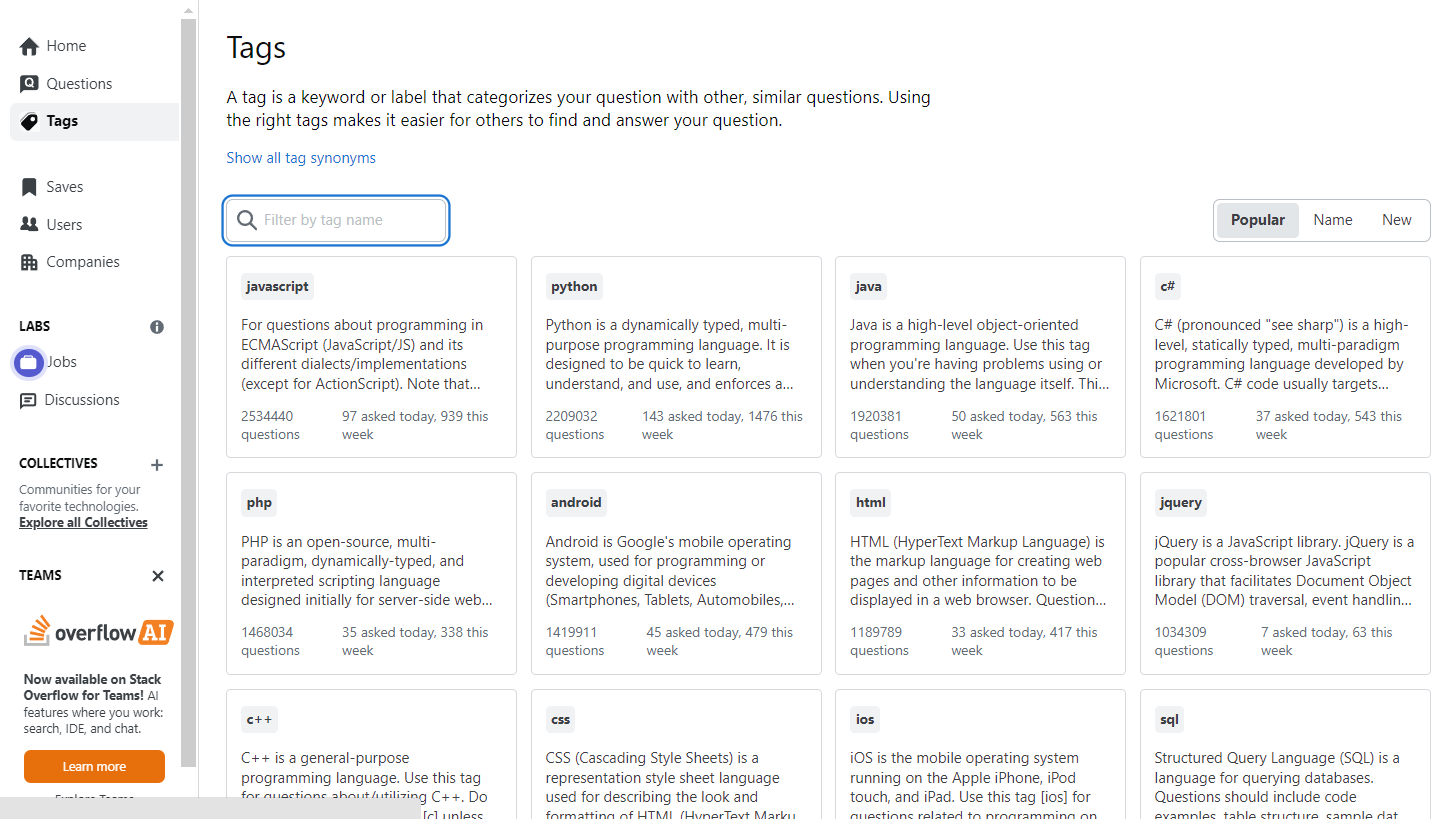 Home
Questions
Tags
Saves
Users
Companies
LABS
Jobs
Discussions
COLLECTIVES
Communities for your
favorite technologies.
Explore all Collectives
TEAMS
overflow AI
Now available on Stack
Overflow for Teams! AI
features where you work:
search, IDE, and chat.
Learn more
Explore Teams
Tags
A tag is a keyword or label that categorizes your question with other, similar questions. Using
the right tags makes it easier for others to find and answer your question.
Show all tag synonyms
Filter by tag name
Popular
Name
New
javascript
For questions about programming in
ECMAScript (JavaScript/JS) and its
different dialects/implementations
(except for ActionScript). Note that...
2534440
questions
97 asked today, 939 this
week
python
Python is a dynamically typed, multi-
purpose programming language. It is
designed to be quick to learn,
understand, and use, and enforces a...
2209032
questions
143 asked today, 1476 this
week
java
Java is a high-level object-oriented
programming language. Use this tag
when you're having problems using or
understanding the language itself. Thi...
1920381
questions
50 asked today, 563 this
week
c#
C# (pronounced "see sharp") is a high-
level, statically typed, multi-paradigm
programming language developed by
Microsoft. C# code usually targets...
1621801
questions
37 asked today, 543 this
week
php
PHP is an open-source, multi-
paradigm, dynamically-typed, and
interpreted scripting language
designed initially for server-side web...
1468034
questions
35 asked today, 338 this
week
android
Android is Google's mobile operating
system, used for programming or
developing digital devices
(Smartphones, Tablets, Automobiles,...
1419911
questions
45 asked today, 479 this
week
html
HTML (HyperText Markup Language) is
the markup language for creating web
pages and other information to be
displayed in a web browser. Question...
1189789
questions
33 asked today, 417 this
week
jquery
jQuery is a JavaScript library. jQuery is a
popular cross-browser JavaScript
library that facilitates Document Object
Model (DOM) traversal, event handlin...
1034309
questions
7 asked today, 63 this
week
c++
C++ is a general-purpose
programming language. Use this tag
for questions about/utilizing C++. Do
[c] unless
css
CSS (Cascading Style Sheets) is a
representation style sheet language
used for describing the look and
formatting of HTML (HyperText Marku
ios
iOS is the mobile operating system
running on the Apple iPhone, iPod
touch, and iPad. Use this tag [ios] for
questions related to programming on
sql
Structured Query Language (SQL) is a
language for querying databases.
Questions should include code
examples, table structure, sample dat